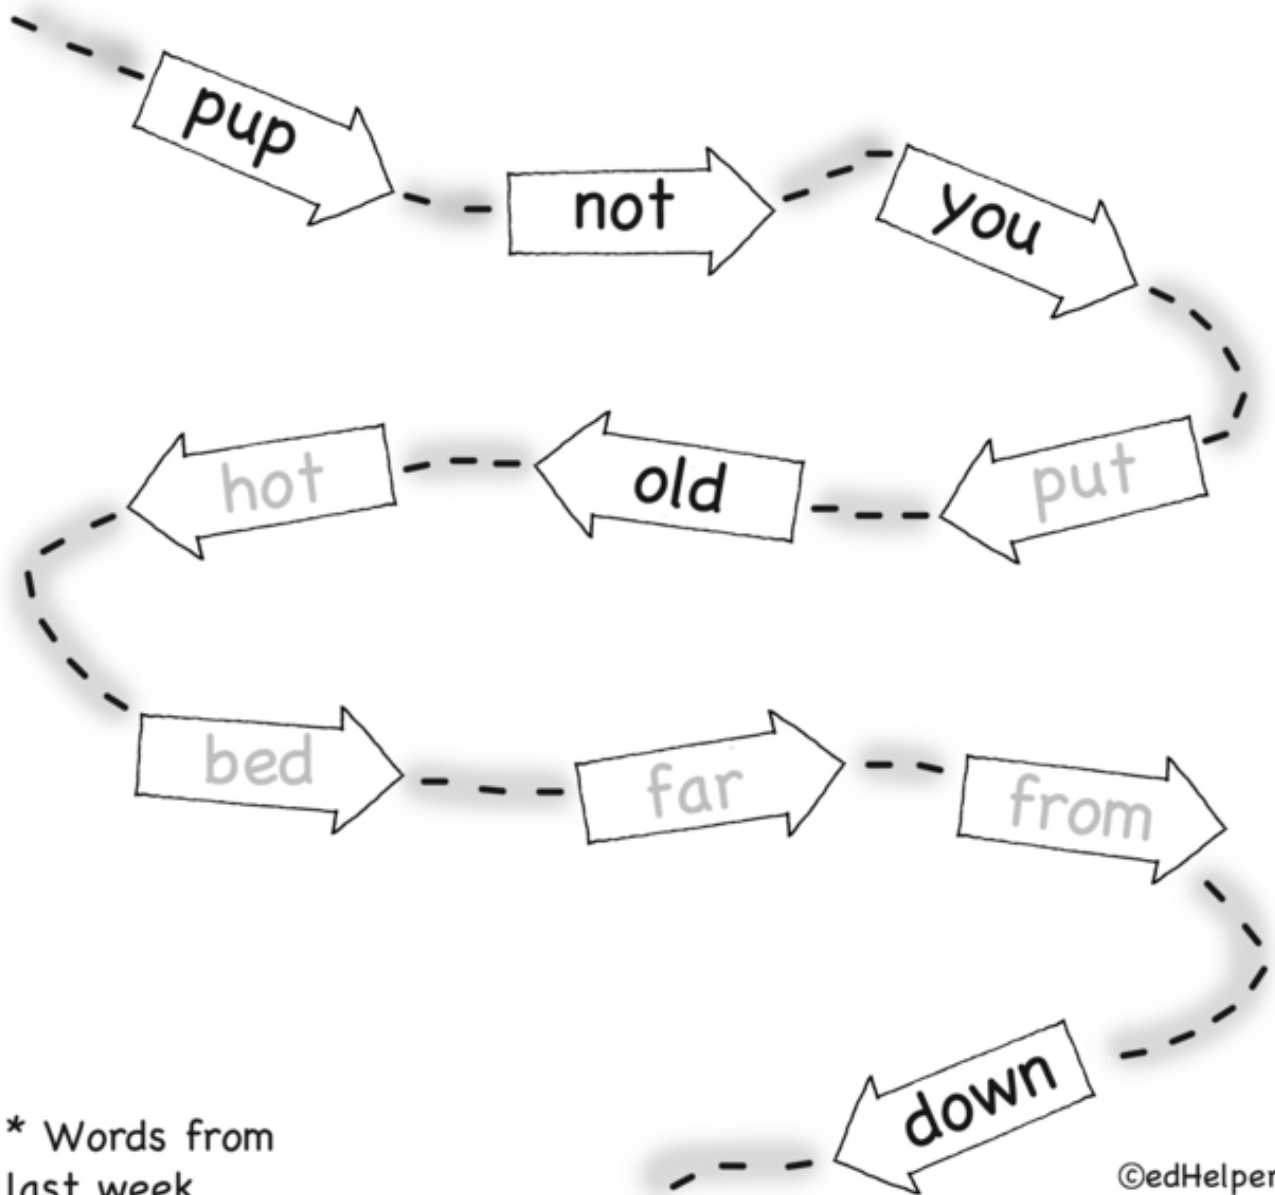 pup
not
you
put
old
hot
bed
far
from
down
* Words from
last week
©edHelper